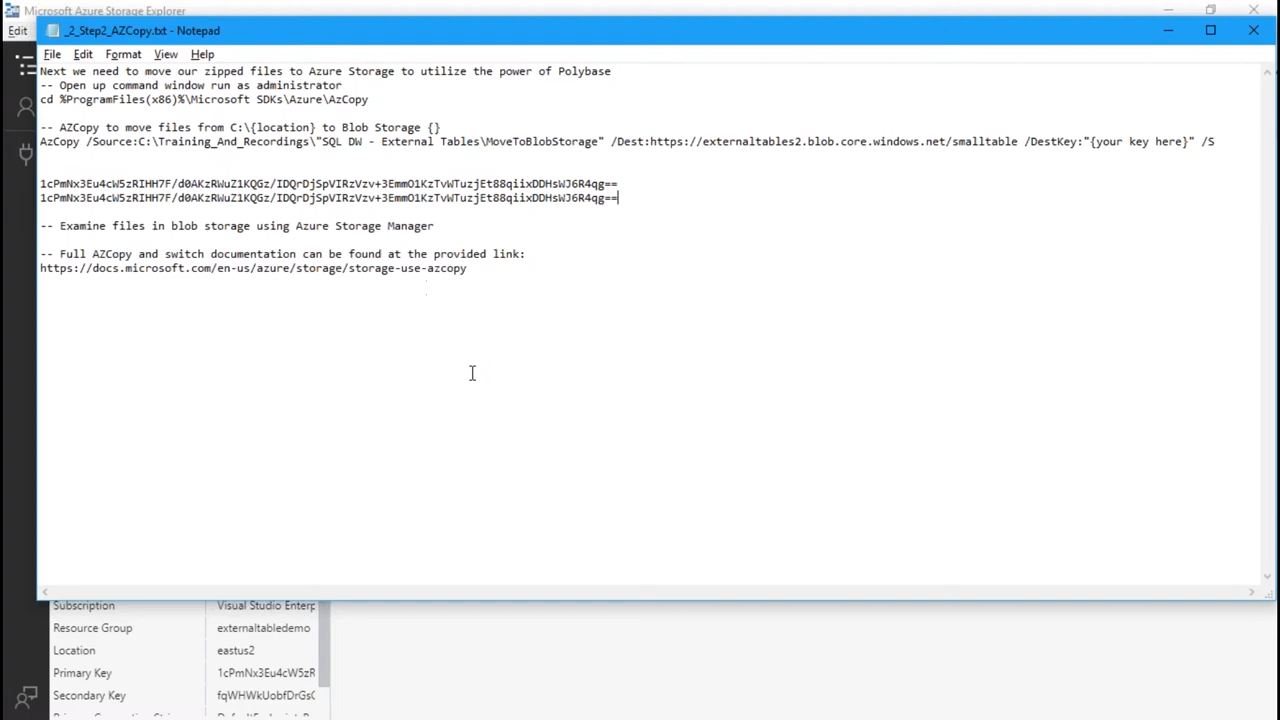 Microsoft Azure Storage Explorer
Edit
_2_Step2_AZCopy.txt - Notepad
File Edit Format View Help
Next we need to move our zipped files to Azure Storage to utilize the power of Polybase
-- Open up command window run as administrator
cd %ProgramFiles(x86)%\Microsoft SDKs\Azure\AzCopy
-- AZCopy to move files from C:\{location} to Blob Storage {}
AzCopy /Source:C:\Training_And_Recordings\"SQL DW - External Tables\MoveToBlobStorage" /Dest:https://externaltables2.blob.core.windows.net/smalltable /DestKey:"{your key here}" /S
1cPmNx3Eu4cW5zRIHH7F/d0AKzRWuZ1KQGz/IDQrDjSpVIRzVzv+3EmmO1KzTvWTuzjEt88qiixDDHsWJ6R4qg==
1cPmNx3Eu4cW5zRIHH7F/d0AKzRWuZ1KQGz/IDQrDjSpVIRzVzv+3EmmO1KzTvWTuzjEt88qiixDDHsWJ6R4qg==
-- Examine files in blob storage using Azure Storage Manager
-- Full AZCopy and switch documentation can be found at the provided link:
https://docs.microsoft.com/en-us/azure/storage/storage-use-azcopy
Subscription Visual Studio Enterp
Resource Group externaltabledemo
Location eastus2
Primary Key 1cPmNx3Eu4cW5zR
Secondary Key fqWHWkUobfDrGs